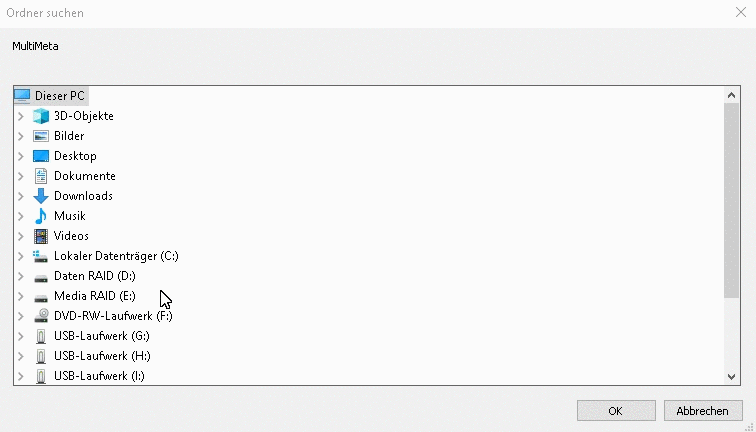 Ordner suchen
MultiMeta
Dieser PC
3D-Objekte
Bilder
Desktop
Dokumente
Downloads
Musik
Videos
Lokaler Datenträger (C:)
Daten RAID (D:)
Media RAID (E:)
DVD-RW-Laufwerk (F:)
USB-Laufwerk (G:)
USB-Laufwerk (H:)
USB-Laufwerk (I:)
OK
Abbrechen